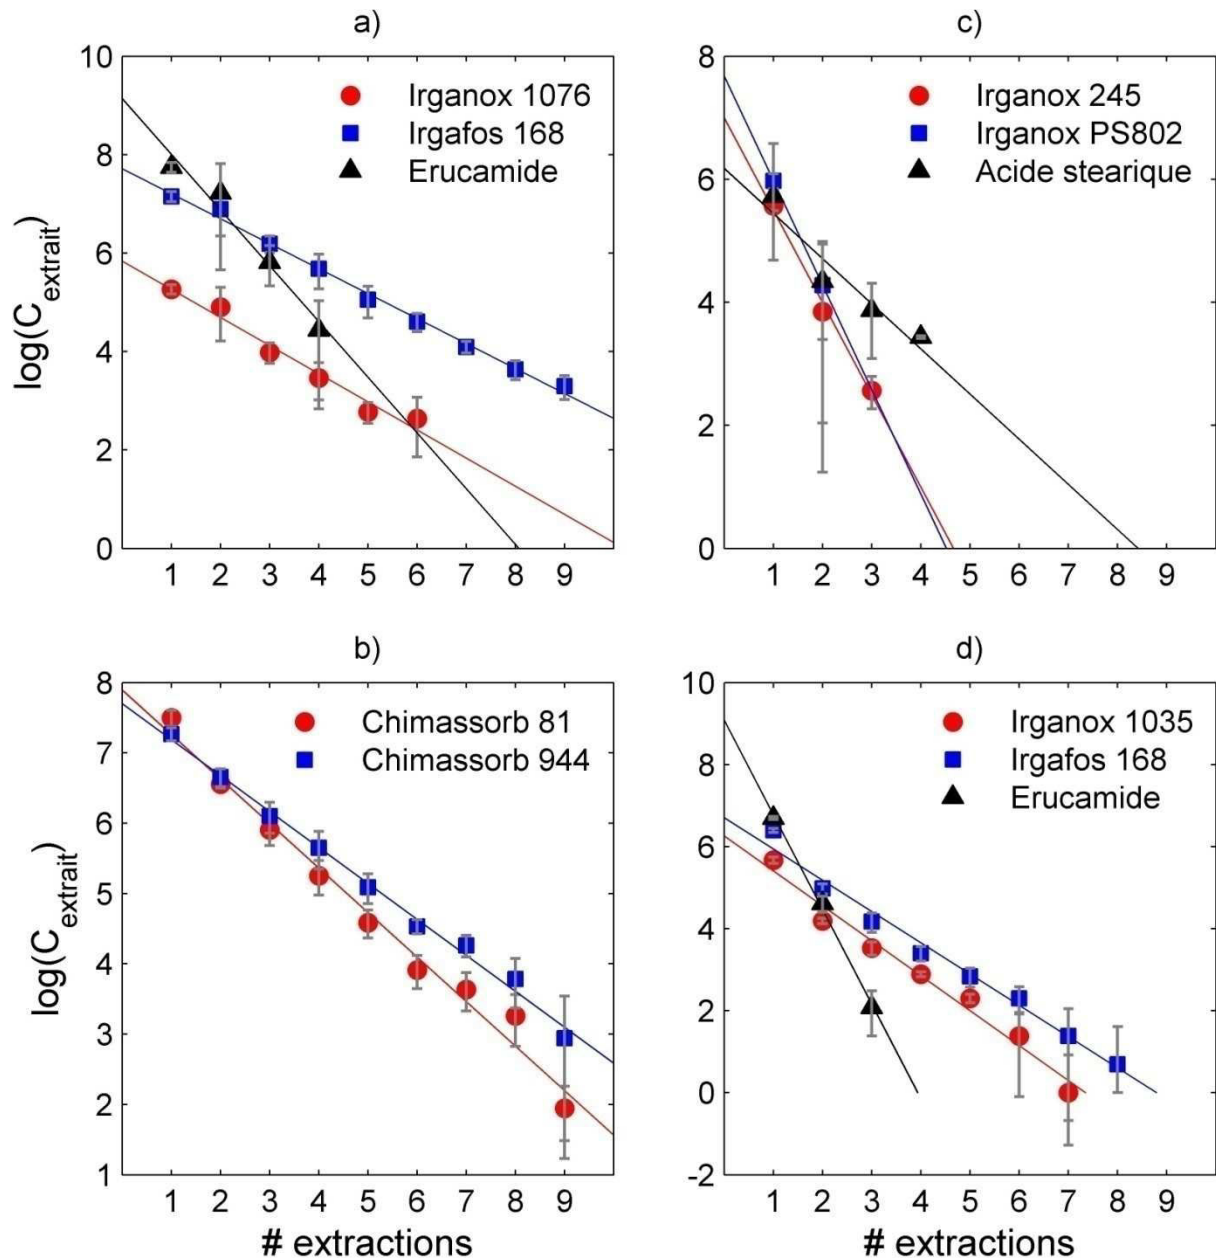 a)
log(C_extrait)
10
8
6
4
2
0
Irganox 1076
Irgafos 168
Erucamide
1 2 3 4 5 6 7 8 9
c)
8
6
4
2
0
Irganox 245
Irganox PS802
Acide stearique
1 2 3 4 5 6 7 8 9
b)
log(C_extrait)
8
7
6
5
4
3
2
1
Chimassorb 81
Chimassorb 944
1 2 3 4 5 6 7 8 9
# extractions
d)
10
8
6
4
2
0
-2
Irganox 1035
Irgafos 168
Erucamide
1 2 3 4 5 6 7 8 9
# extractions